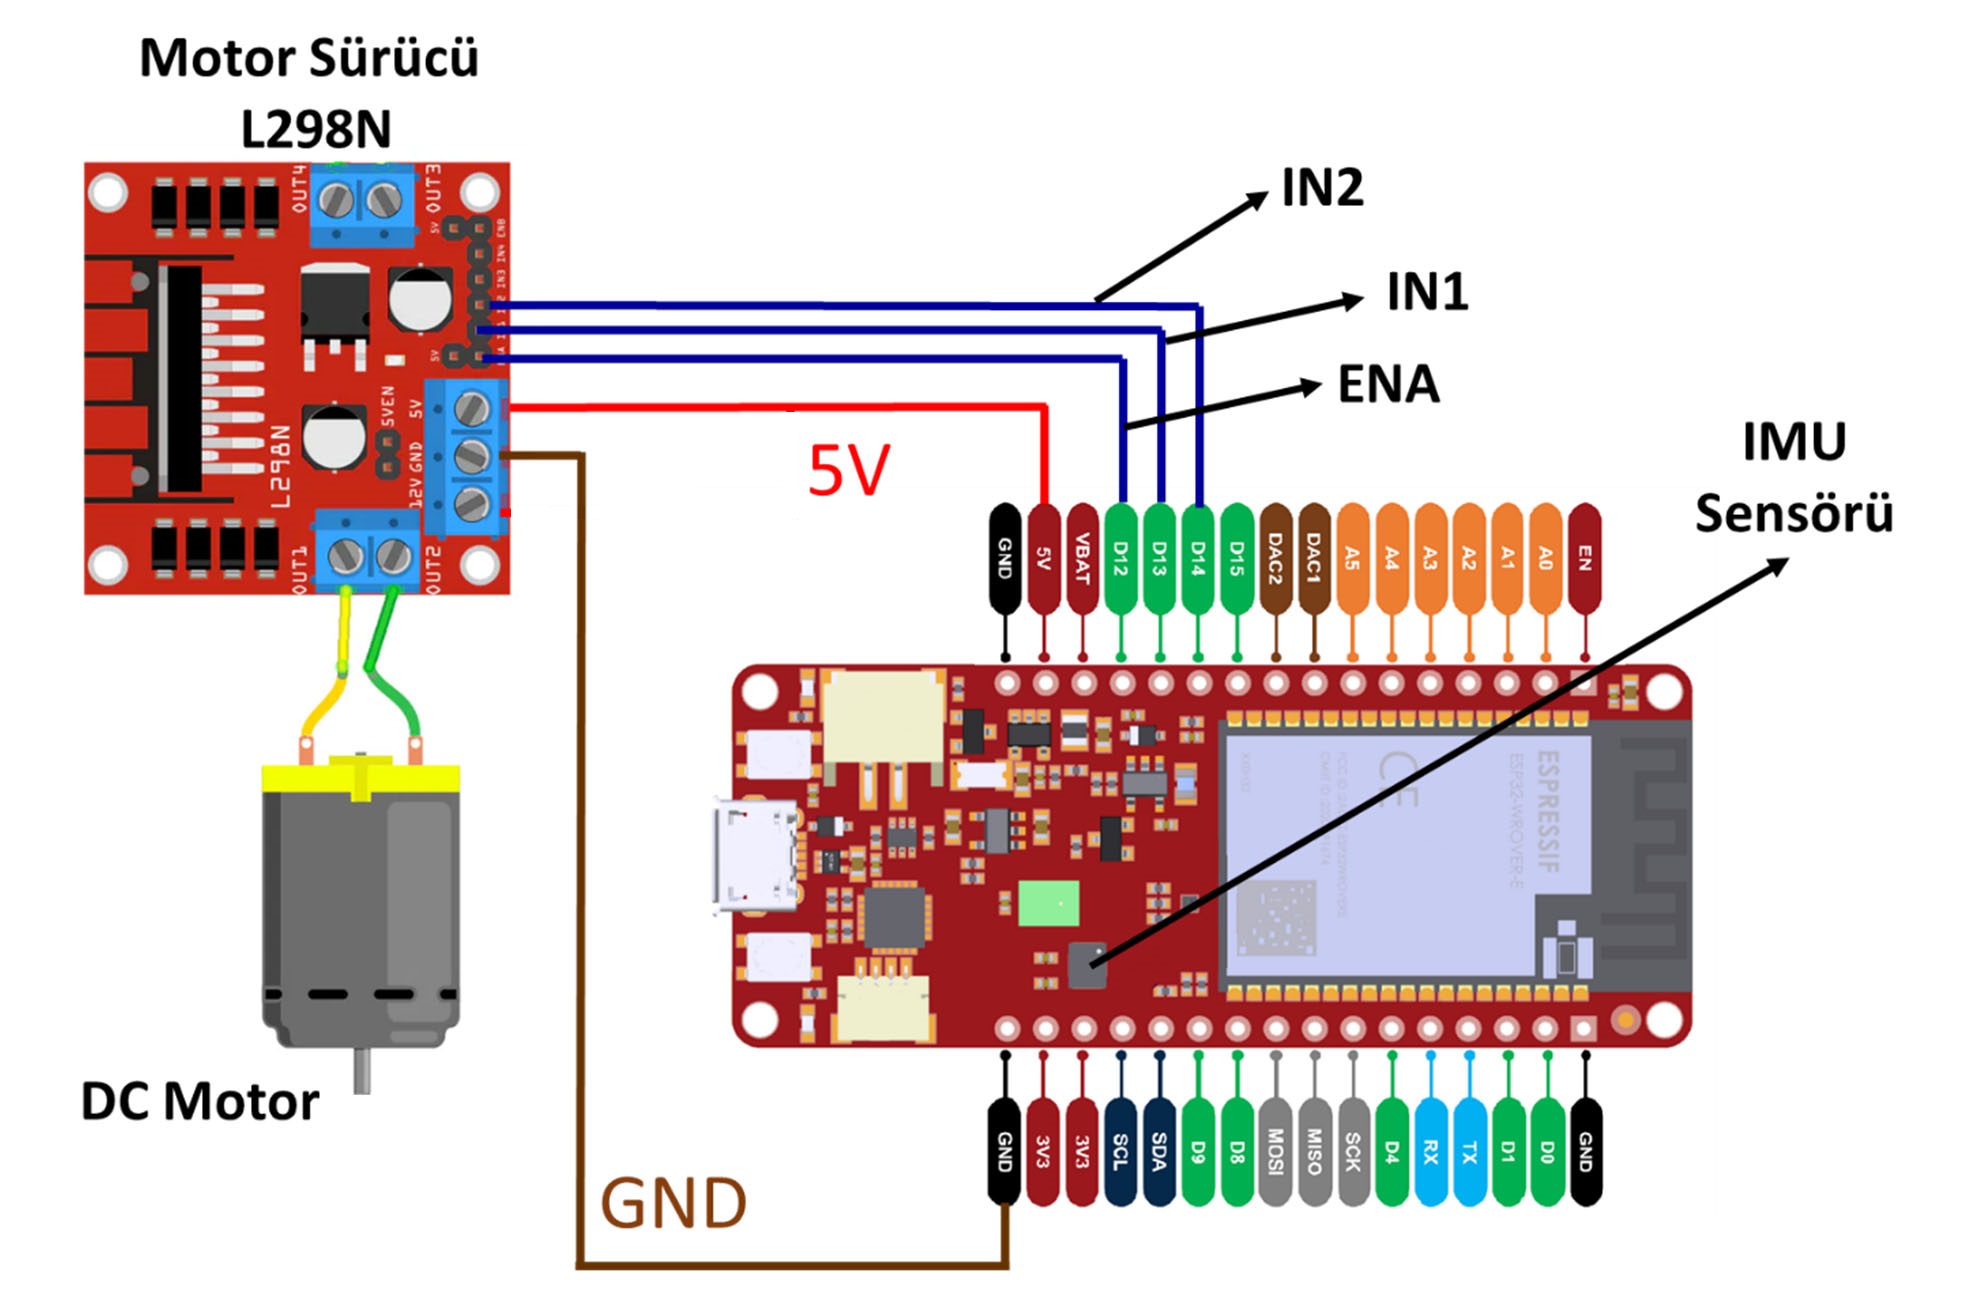 Motor Sürücü
L298N
OUT4
OUT3
5V
ENB
IN4
IN3
5V
5VEN
5V
GND
12V
L298N
OUT1
OUT2
IN2
IN1
ENA
5V
IMU
Sensörü
GND
5V
VBAT
D12
D13
D14
D15
DAC2
DAC1
A5
A4
A3
A2
A1
A0
EN
CE
ESPRESSIF
ESP32-WROVER-E
DC Motor
GND
3V3
3V3
SCL
SDA
D9
D8
MOSI
MISO
SCK
D4
RX
TX
D1
D0
GND
GND